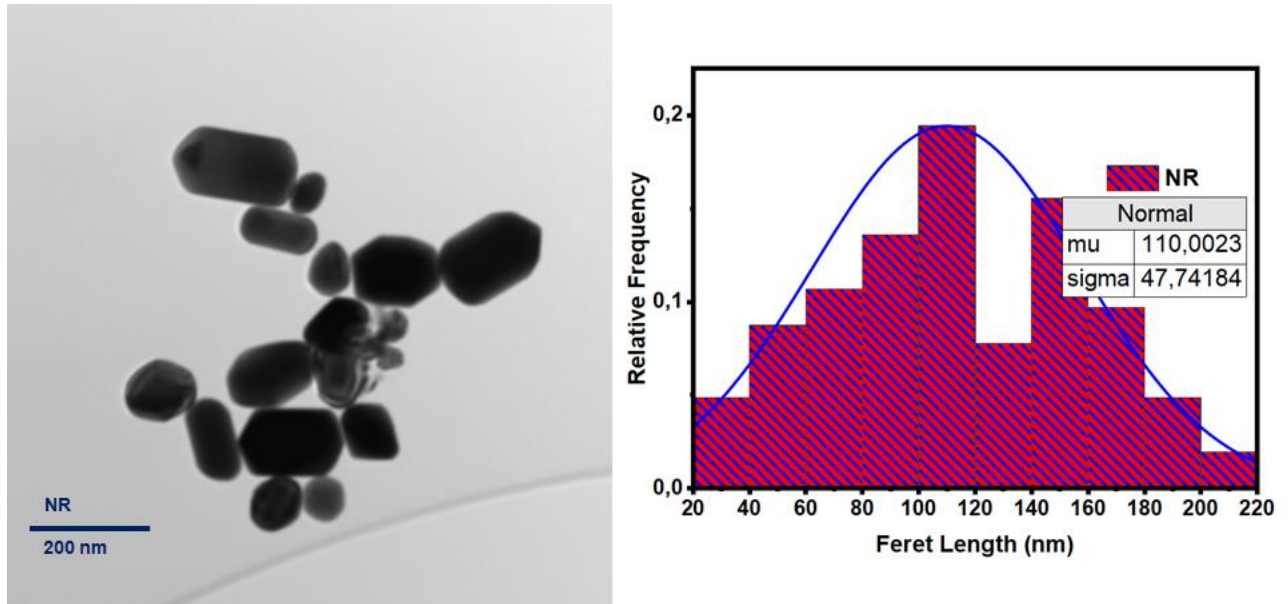 NR
200 nm
0,2
0,1
0,0
Relative Frequency
NR
Normal
mu 110,0023
sigma 47,74184
20 40 60 80 100 120 140 160 180 200 220
Feret Length (nm)